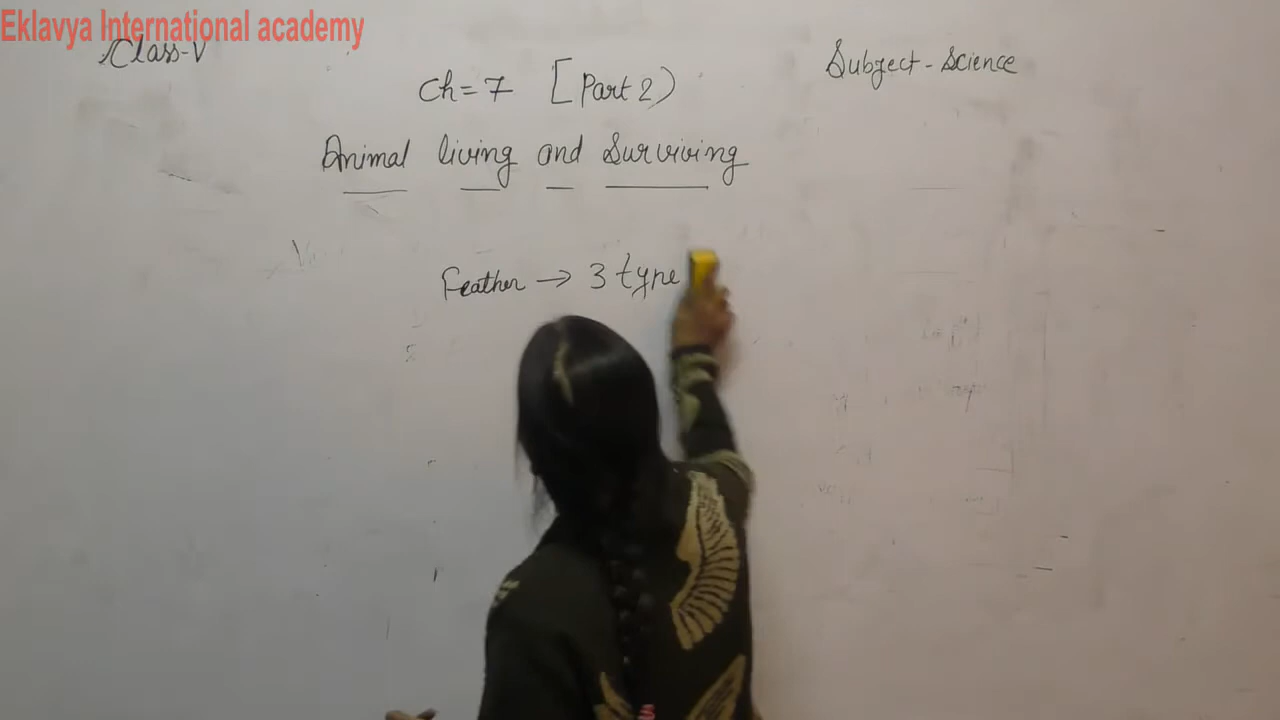 Eklavya International academy
Class-V
Subject - Science
Ch = 7 [Part 2)
Animal living and Surviving
Feather → 3 type